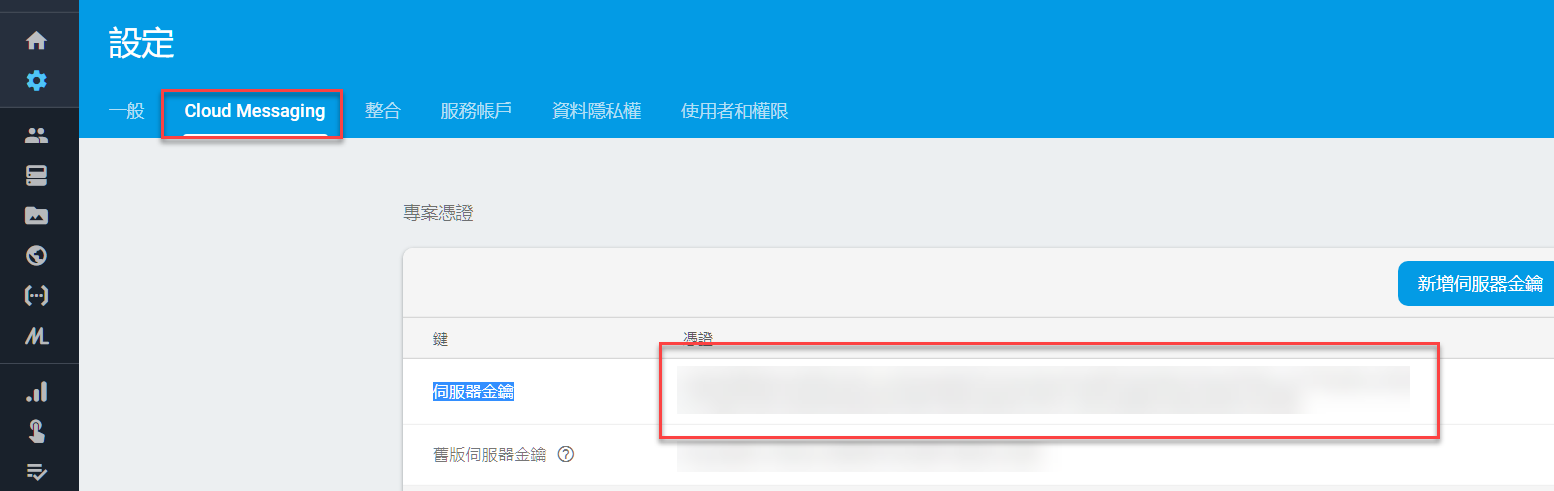 設定
一般 Cloud Messaging 整合 服務帳戶 資料隱私權 使用者和權限
專案憑證
新增伺服器金鑰
鍵 憑證
伺服器金鑰
舊版伺服器金鑰